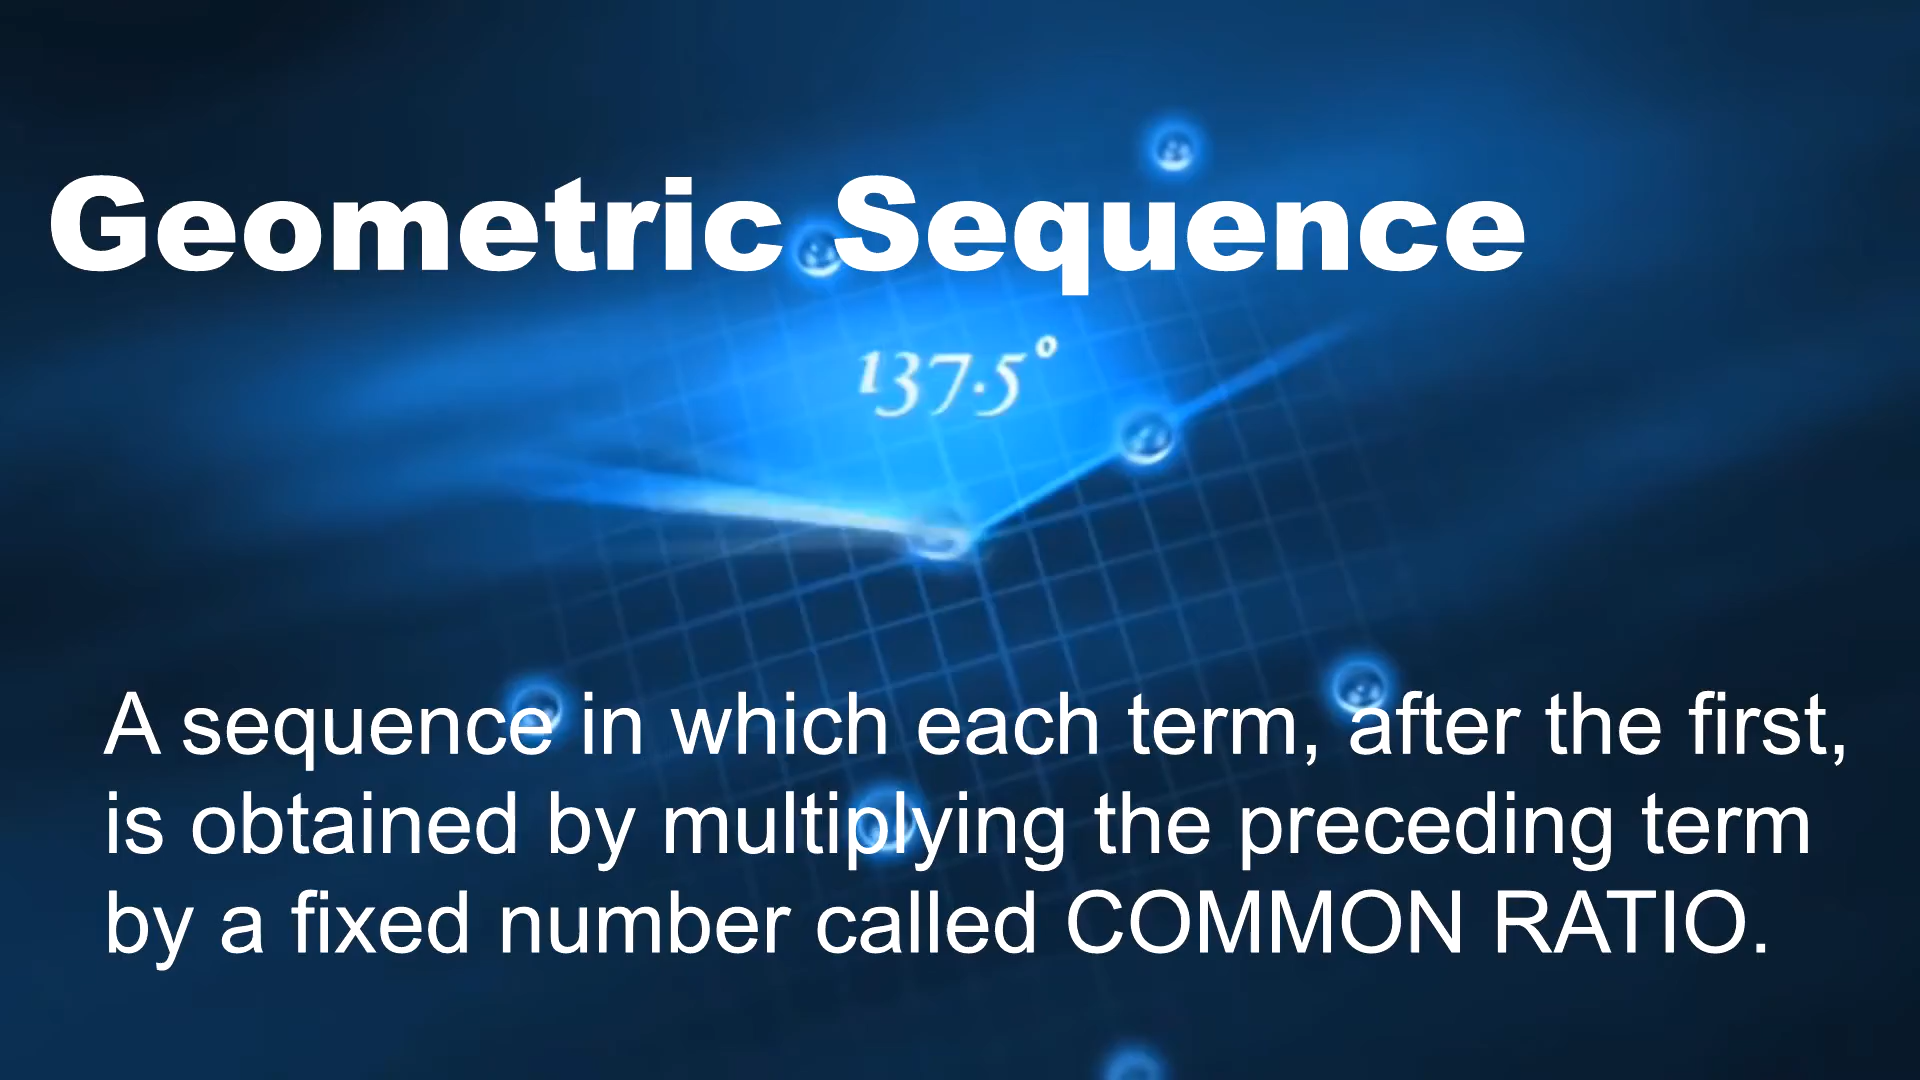 Geometric Sequence
137.5°
A sequence in which each term, after the first,
is obtained by multiplying the preceding term
by a fixed number called COMMON RATIO.